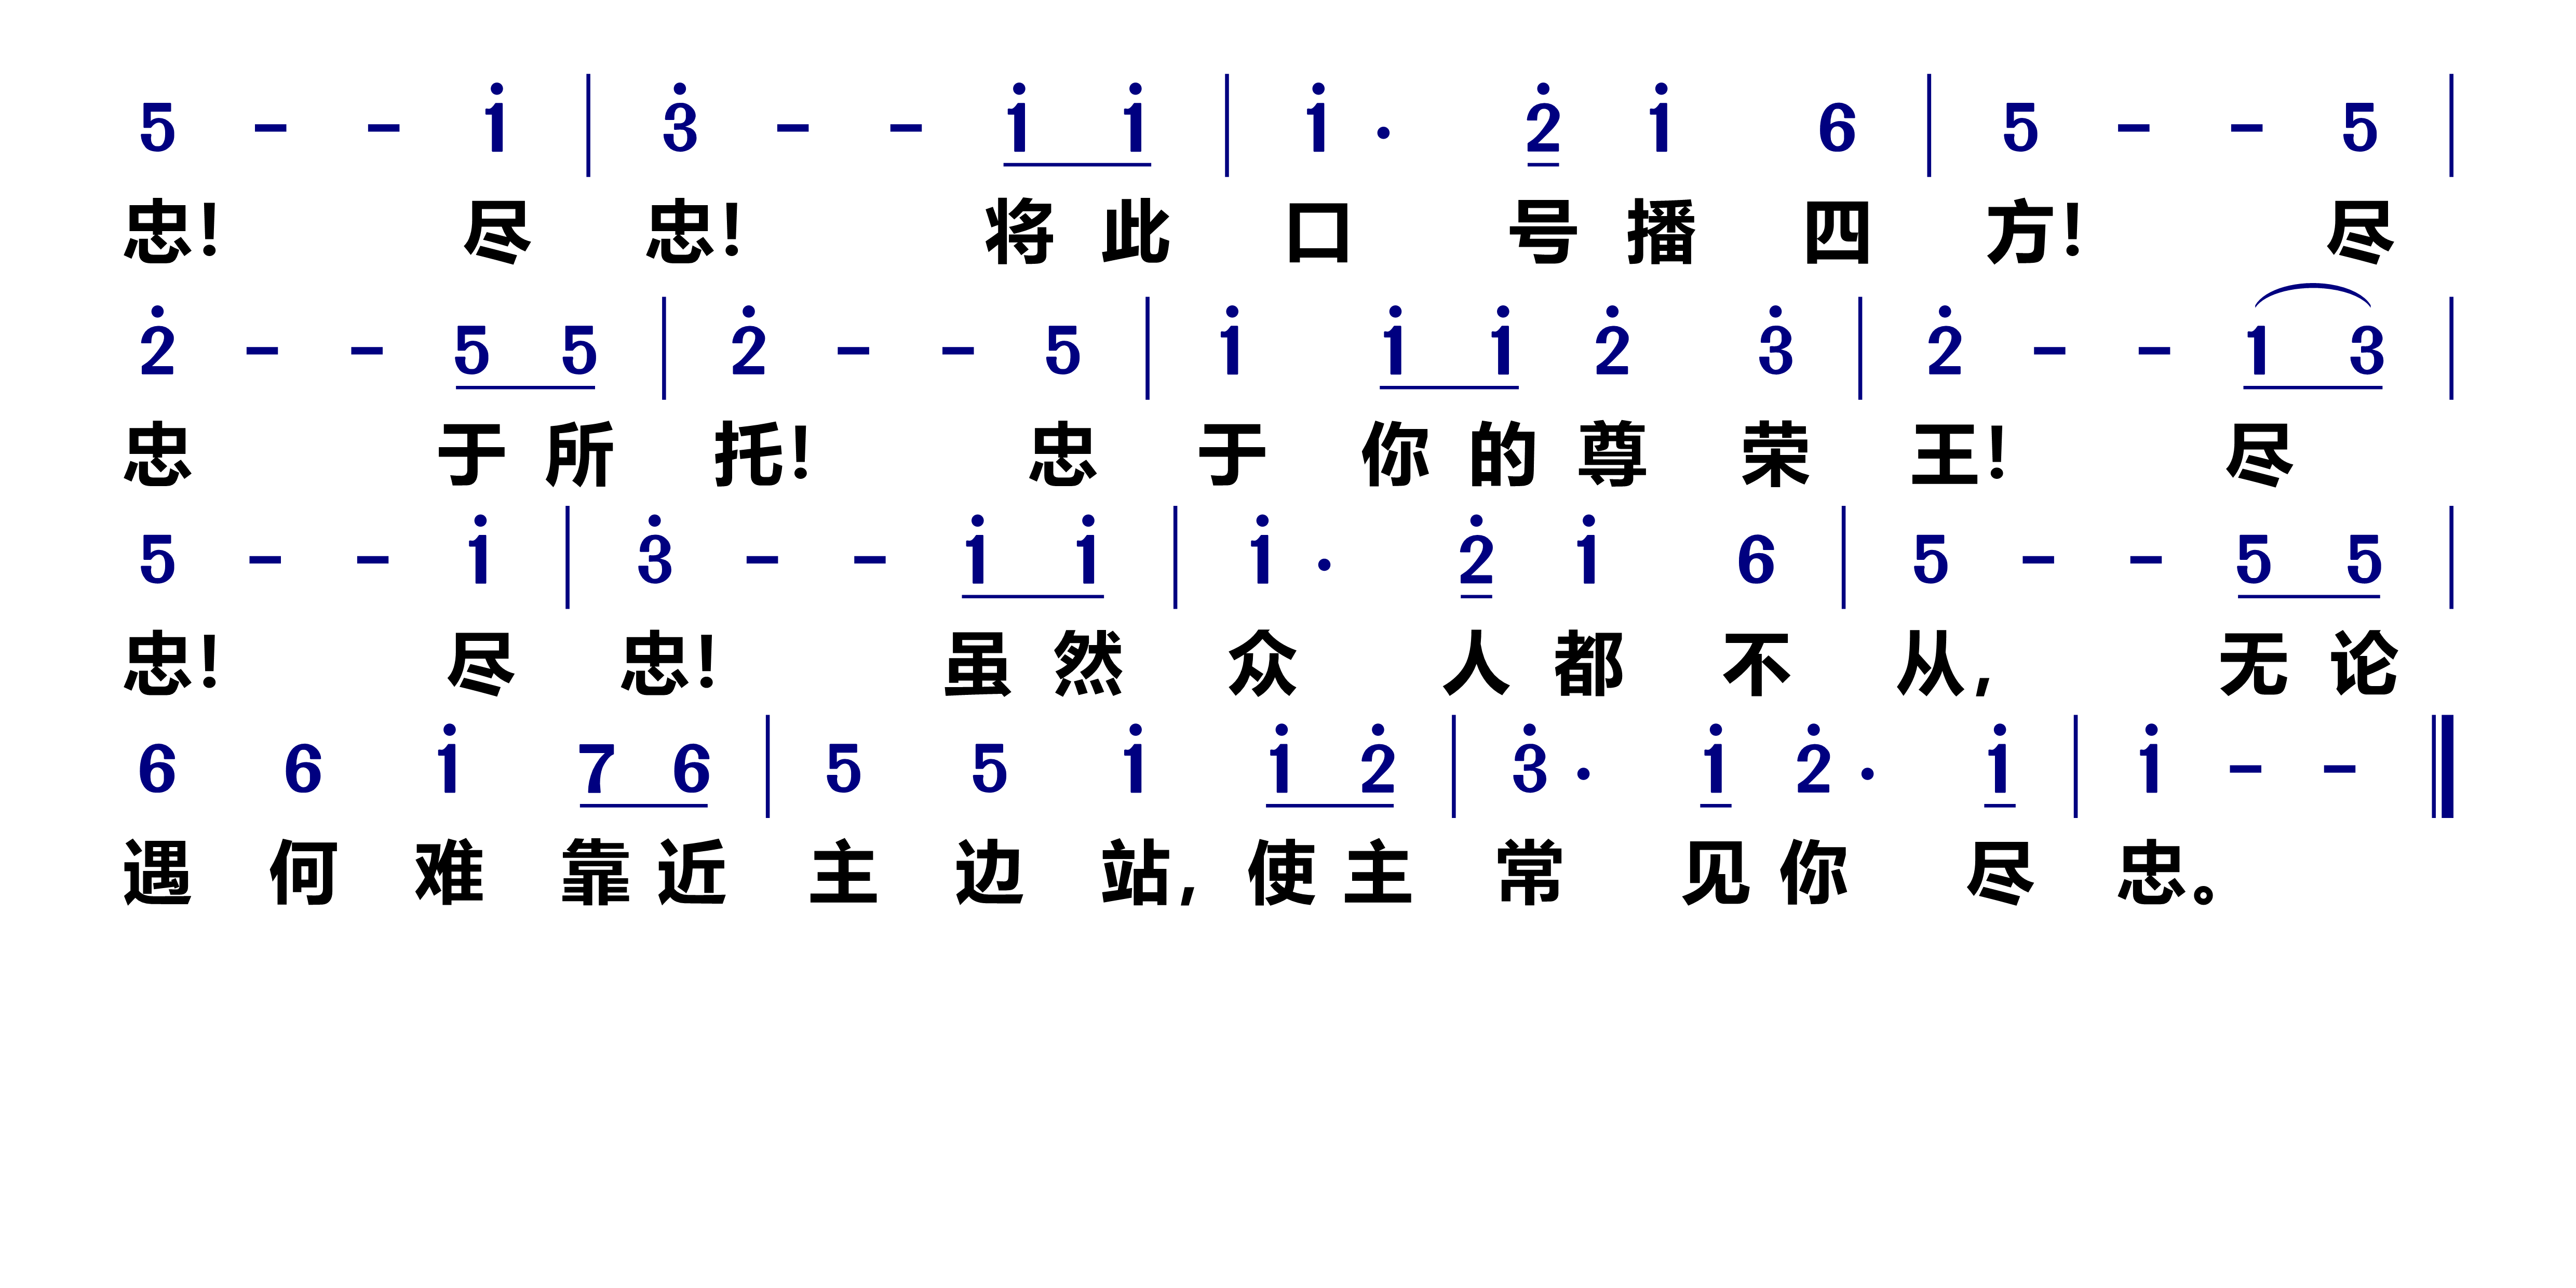 5 - - i | 3̇ - - i i | i · 2̇ i 6 | 5 - - 5 |
忠! 尽 忠! 将 此 口 号 播 四 方! 尽
2̇ - - 5 5 | 2̇ - - 5 | i i i 2̇ 3̇ | 2̇ - - 1 3 |
忠 于 所 托! 忠 于 你 的 尊 荣 王! 尽
5 - - i | 3̇ - - i i | i · 2̇ i 6 | 5 - - 5 5 |
忠! 尽 忠! 虽 然 众 人 都 不 从, 无 论
6 6 i 7 6 | 5 5 i i 2̇ | 3̇ · i 2̇ · i | i - - ‖
遇 何 难 靠 近 主 边 站, 使 主 常 见 你 尽 忠。